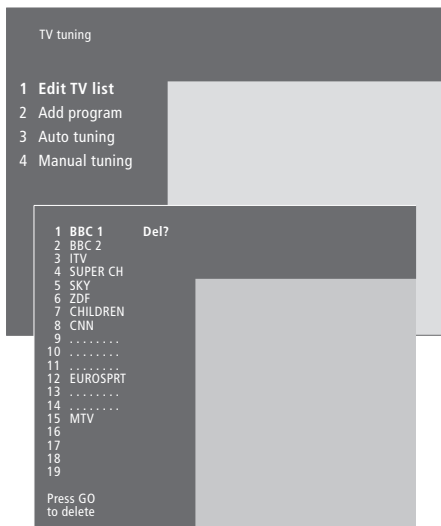 TV tuning
1 Edit TV list
2 Add program
3 Auto tuning
4 Manual tuning
1 BBC 1 Del?
2 BBC 2
3 ITV
4 SUPER CH
5 SKY
6 ZDF
7 CHILDREN
8 CNN
9 . . . . . . . .
10 . . . . . . . .
11 . . . . . . . .
12 EUROSPRT
13 . . . . . . . .
14 . . . . . . . .
15 MTV
16
17
18
19
Press GO
to delete